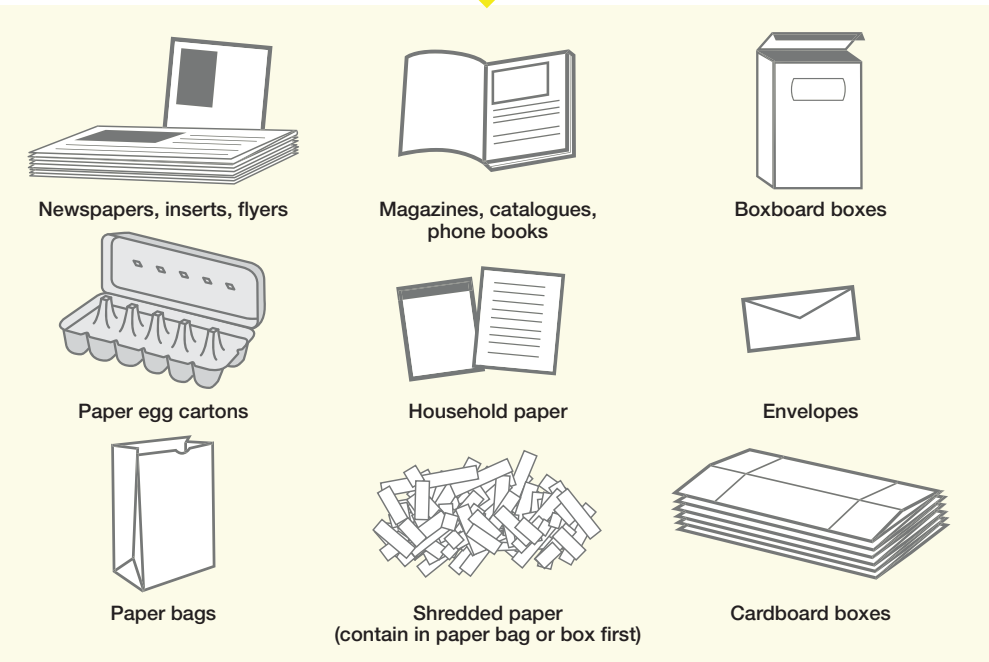 Newspapers, inserts, flyers
Magazines, catalogues,
phone books
Boxboard boxes
Paper egg cartons
Household paper
Envelopes
Paper bags
Shredded paper
(contain in paper bag or box first)
Cardboard boxes